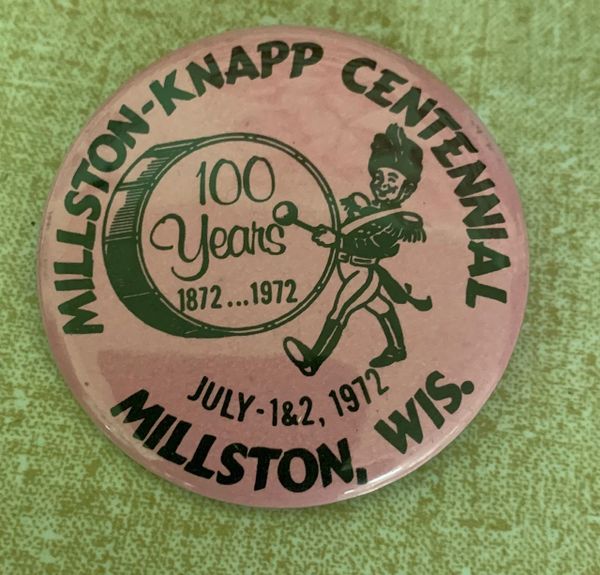 MILLSTON-KNAPP CENTENNIAL
100
Years
1872...1972
JULY-1&2, 1972
MILLSTON, WIS.